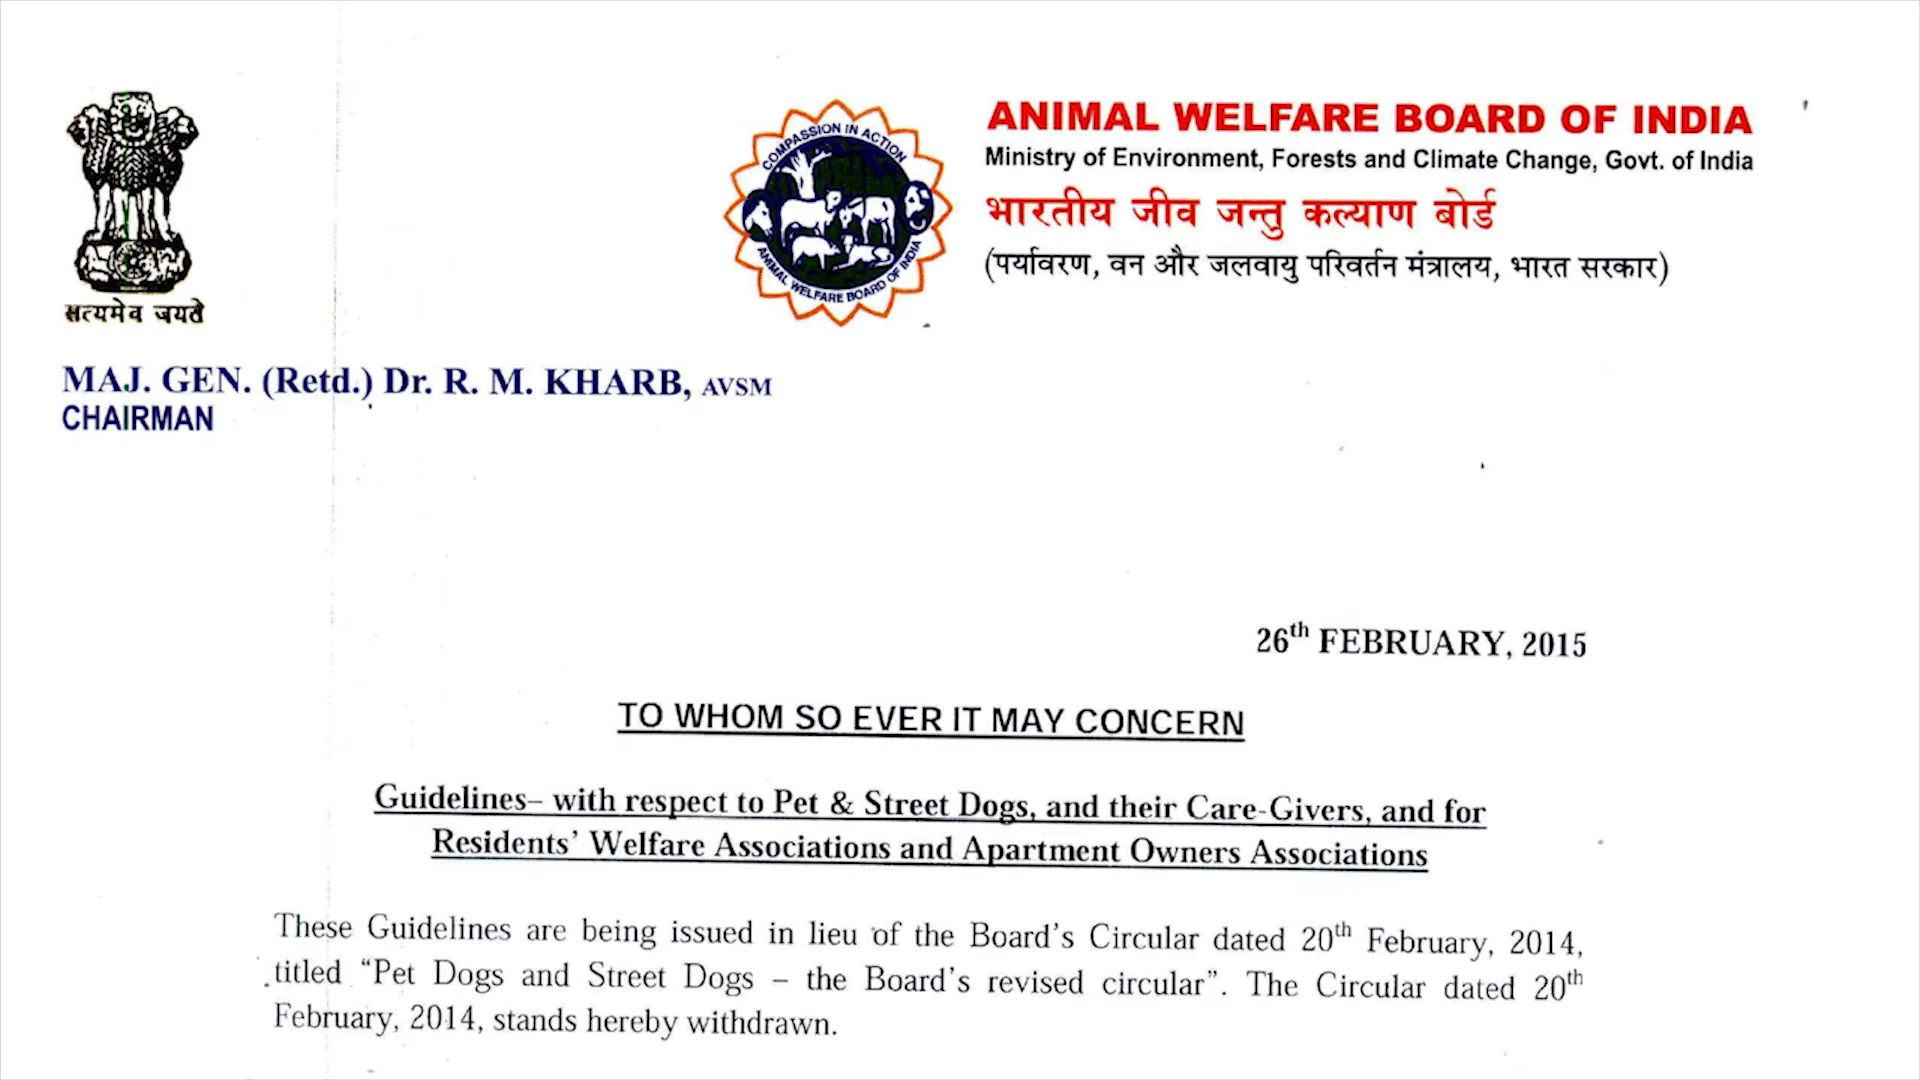 सत्यमेव जयते
COMPASSION IN ACTION
ANIMAL WELFARE BOARD OF INDIA
ANIMAL WELFARE BOARD OF INDIA
Ministry of Environment, Forests and Climate Change, Govt. of India
भारतीय जीव जन्तु कल्याण बोर्ड
(पर्यावरण, वन और जलवायु परिवर्तन मंत्रालय, भारत सरकार)
MAJ. GEN. (Retd.) Dr. R. M. KHARB, AVSM
CHAIRMAN
26th FEBRUARY, 2015
TO WHOM SO EVER IT MAY CONCERN
Guidelines– with respect to Pet & Street Dogs, and their Care-Givers, and for
Residents’ Welfare Associations and Apartment Owners Associations
These Guidelines are being issued in lieu of the Board’s Circular dated 20th February, 2014,
titled “Pet Dogs and Street Dogs – the Board’s revised circular”. The Circular dated 20th
February, 2014, stands hereby withdrawn.